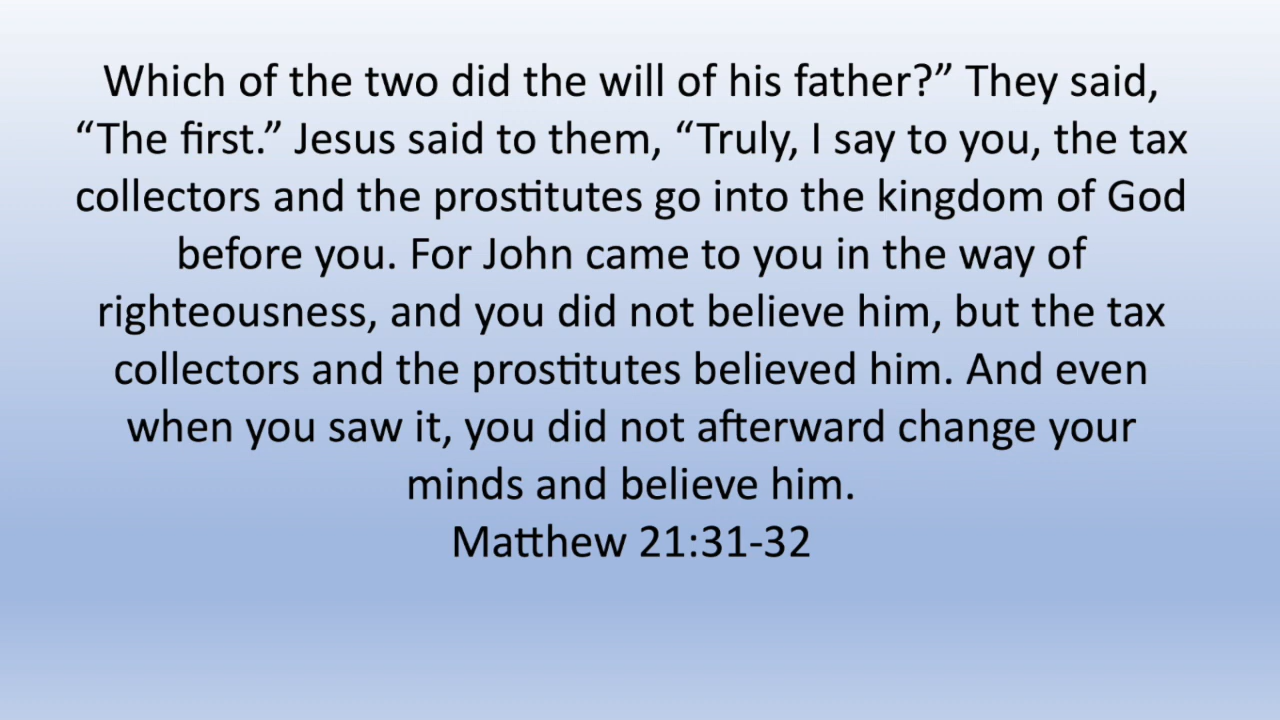 Which of the two did the will of his father?” They said,
“The first.” Jesus said to them, “Truly, I say to you, the tax
collectors and the prostitutes go into the kingdom of God
before you. For John came to you in the way of
righteousness, and you did not believe him, but the tax
collectors and the prostitutes believed him. And even
when you saw it, you did not afterward change your
minds and believe him.
Matthew 21:31-32